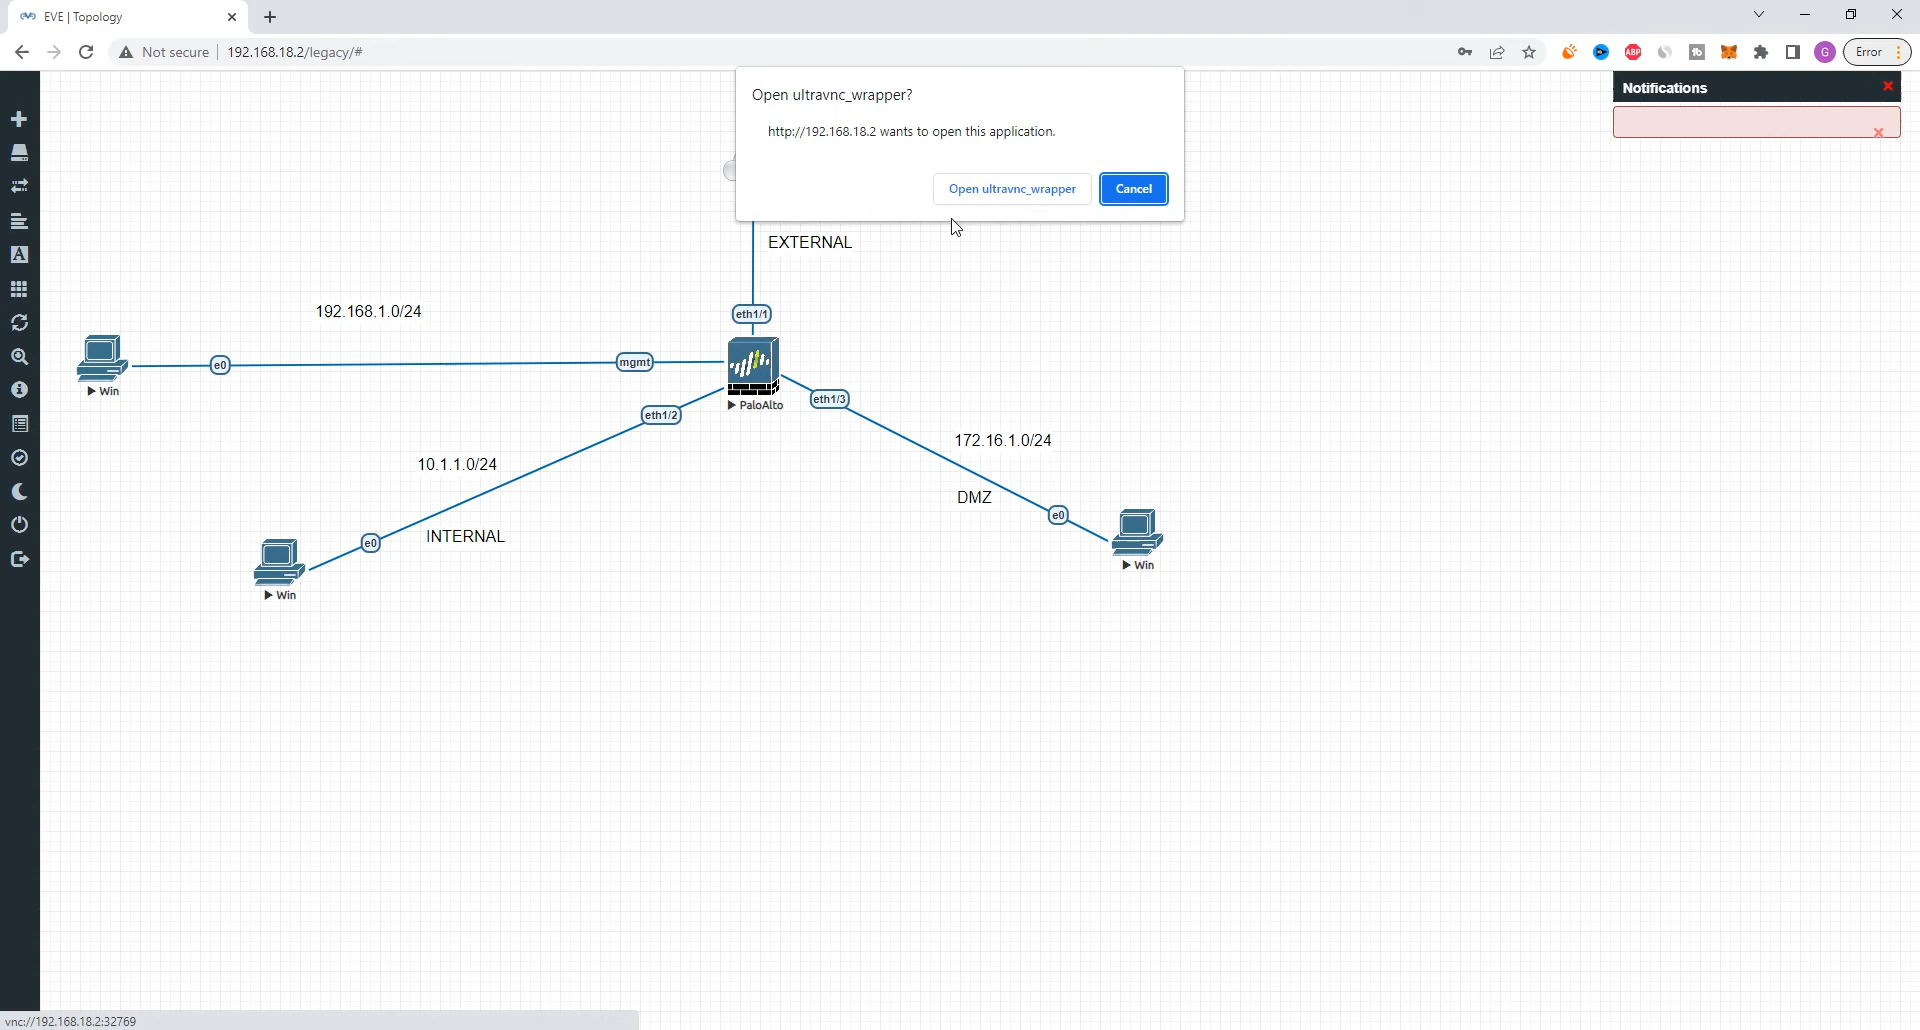 EVE | Topology
Not secure
192.168.18.2/legacy/#
ABP
G
Error
Open ultravnc_wrapper?
http://192.168.18.2 wants to open this application.
Open ultravnc_wrapper
Cancel
Notifications
EXTERNAL
192.168.1.0/24
eth1/1
e0
mgmt
Win
PaloAlto
eth1/3
eth1/2
172.16.1.0/24
10.1.1.0/24
DMZ
e0
e0
INTERNAL
Win
Win
vnc://192.168.18.2:32769